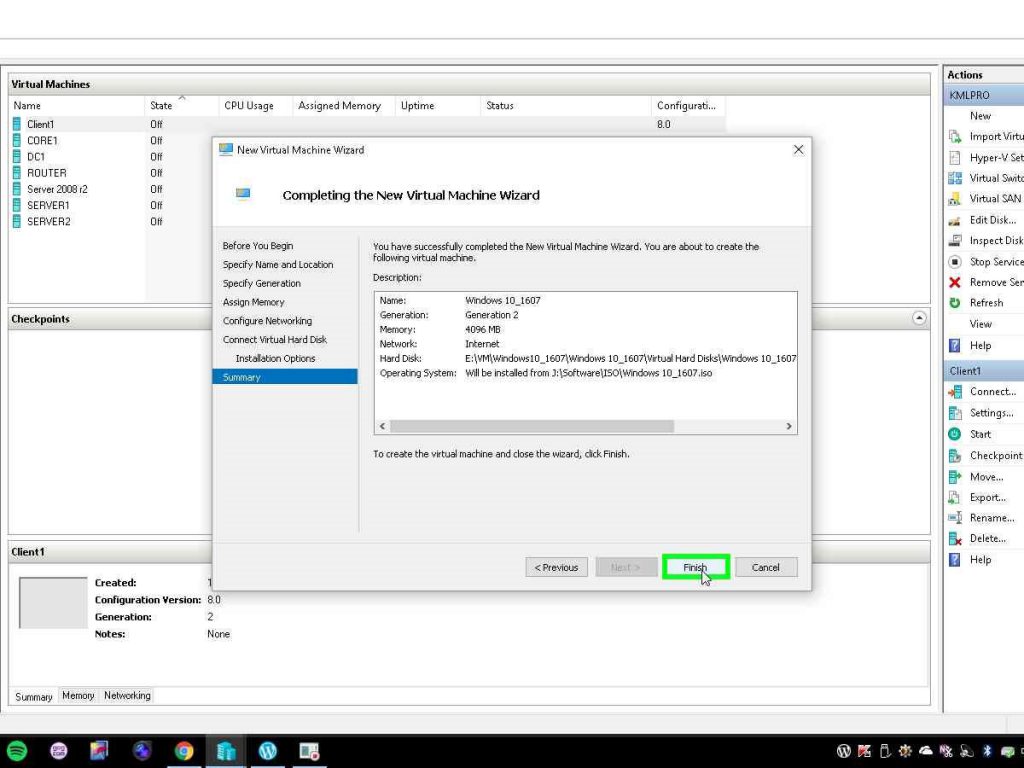 Virtual Machines
Name State CPU Usage Assigned Memory Uptime Status Configurati...
Client1 Off 8.0
CORE1 Off
DC1 Off
ROUTER Off
Server 2008 r2 Off
SERVER1 Off
SERVER2 Off
Checkpoints
Client1
Created:
Configuration Version: 8.0
Generation: 2
Notes: None
Summary Memory Networking
New Virtual Machine Wizard
Completing the New Virtual Machine Wizard
Before You Begin
Specify Name and Location
Specify Generation
Assign Memory
Configure Networking
Connect Virtual Hard Disk
Installation Options
Summary
You have successfully completed the New Virtual Machine Wizard. You are about to create the
following virtual machine.
Description:
Name: Windows 10_1607
Generation: Generation 2
Memory: 4096 MB
Network: Internet
Hard Disk: E:\VM\Windows10_1607\Windows 10_1607\Virtual Hard Disks\Windows 10_1607
Operating System: Will be installed from J:\Software\ISO\Windows 10_1607.iso
To create the virtual machine and close the wizard, click Finish.
< Previous Next > Finish Cancel
Actions
KMLPRO
New
Import Virtu
Hyper-V Set
Virtual Switc
Virtual SAN
Edit Disk...
Inspect Disk
Stop Service
Remove Ser
Refresh
View
Help
Client1
Connect...
Settings...
Start
Checkpoint
Move...
Export...
Rename...
Delete...
Help